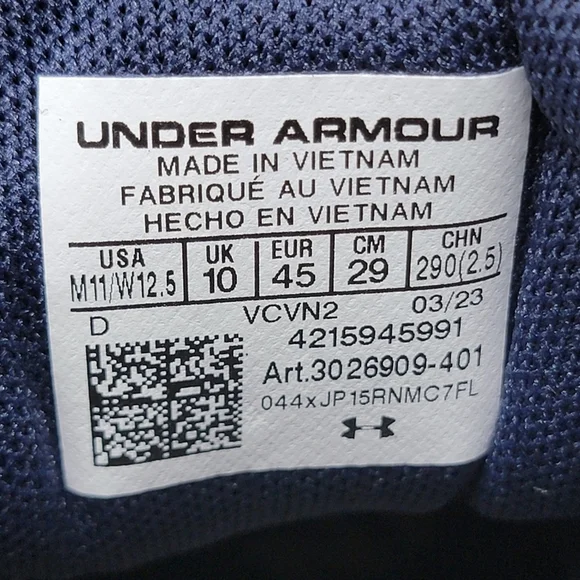 UNDER ARMOUR
MADE IN VIETNAM
FABRIQUÉ AU VIETNAM
HECHO EN VIETNAM
USA UK EUR CM CHN
M11/W12.5 10 45 29 290(2.5)
D VCVN2 03/23
4215945991
Art.3026909-401
044xJP15RNMC7FL